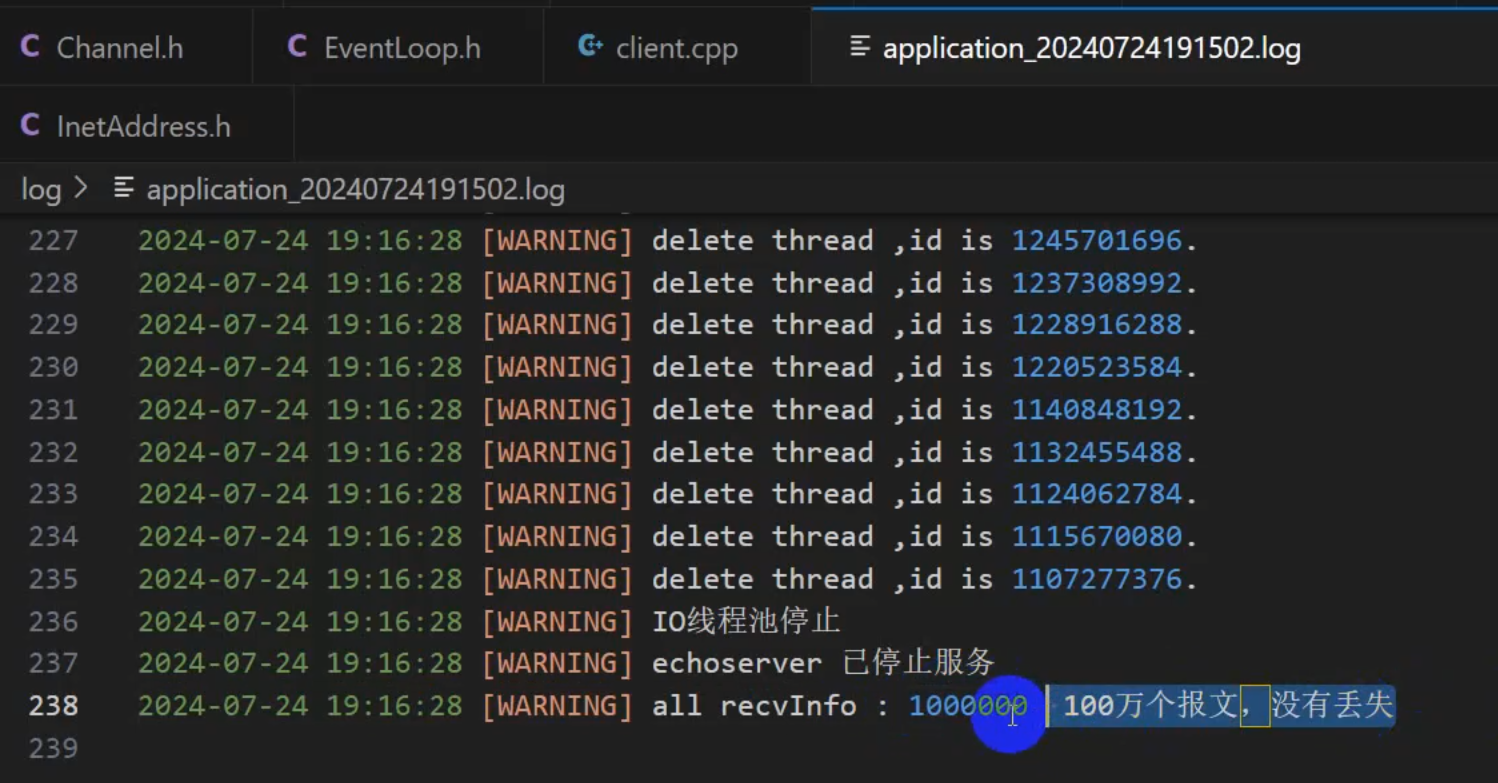 Channel.h EventLoop.h client.cpp application_20240724191502.log
InetAddress.h
log > application_20240724191502.log
227 2024-07-24 19:16:28 [WARNING] delete thread ,id is 1245701696.
228 2024-07-24 19:16:28 [WARNING] delete thread ,id is 1237308992.
229 2024-07-24 19:16:28 [WARNING] delete thread ,id is 1228916288.
230 2024-07-24 19:16:28 [WARNING] delete thread ,id is 1220523584.
231 2024-07-24 19:16:28 [WARNING] delete thread ,id is 1140848192.
232 2024-07-24 19:16:28 [WARNING] delete thread ,id is 1132455488.
233 2024-07-24 19:16:28 [WARNING] delete thread ,id is 1124062784.
234 2024-07-24 19:16:28 [WARNING] delete thread ,id is 1115670080.
235 2024-07-24 19:16:28 [WARNING] delete thread ,id is 1107277376.
236 2024-07-24 19:16:28 [WARNING] IO线程池停止
237 2024-07-24 19:16:28 [WARNING] echoserver 已停止服务
238 2024-07-24 19:16:28 [WARNING] all recvInfo : 1000000 100万个报文，没有丢失
239